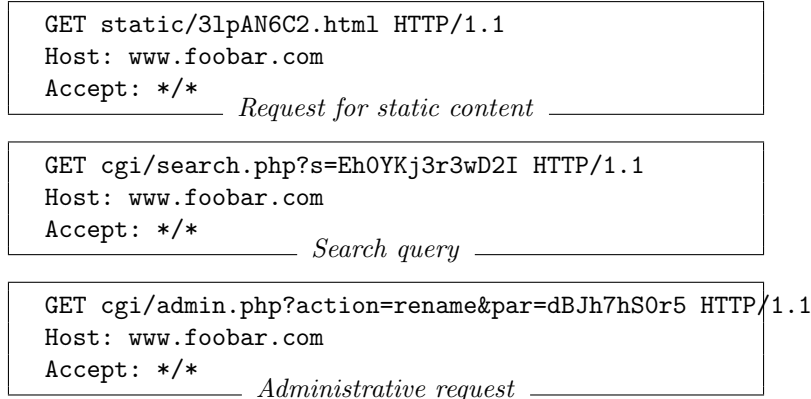 GET static/3lpAN6C2.html HTTP/1.1
Host: www.foobar.com
Accept: */*
Request for static content
GET cgi/search.php?s=Eh0YKj3r3wD2I HTTP/1.1
Host: www.foobar.com
Accept: */*
Search query
GET cgi/admin.php?action=rename&par=dBJh7hS0r5 HTTP/1.1
Host: www.foobar.com
Accept: */*
Administrative request